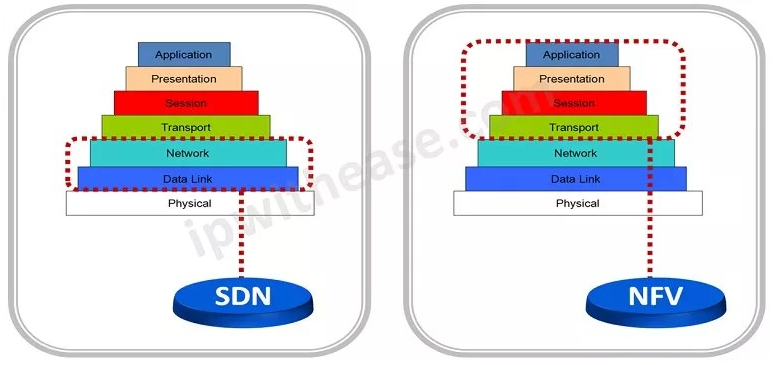 Application
Presentation
Session
Transport
Network
Data Link
Physical
SDN
Application
Presentation
Session
Transport
Network
Data Link
Physical
NFV
ipwithease.com